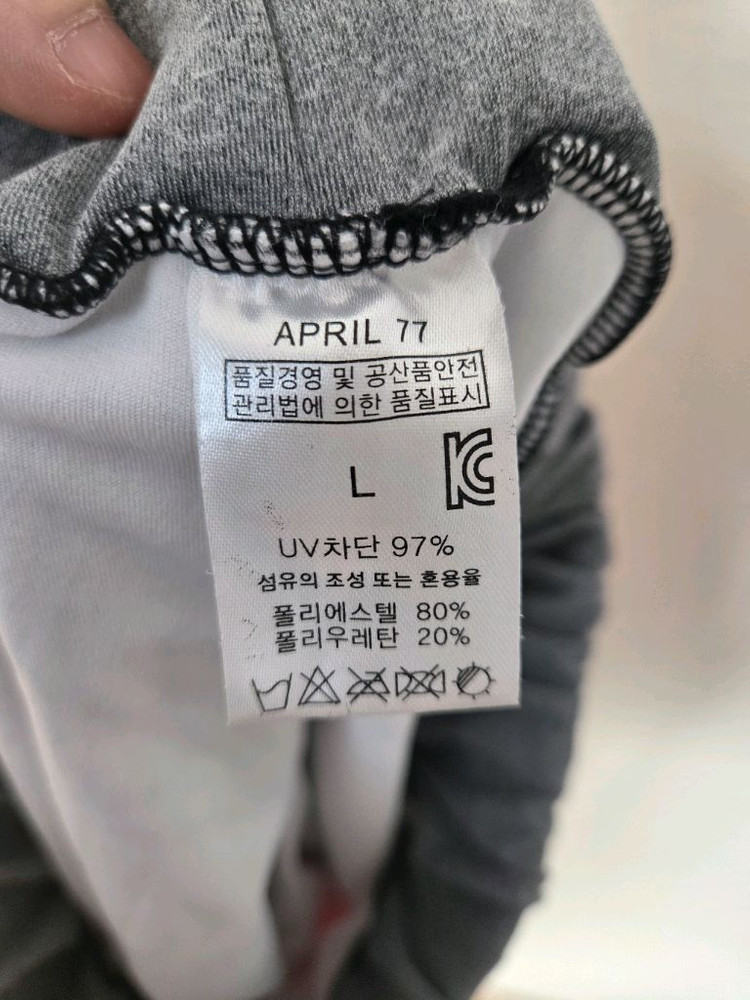 APRIL 77
품질경영 및 공산품안전
관리법에 의한 품질표시
L
KC
UV차단 97%
섬유의 조성 또는 혼용율
폴리에스텔 80%
폴리우레탄 20%